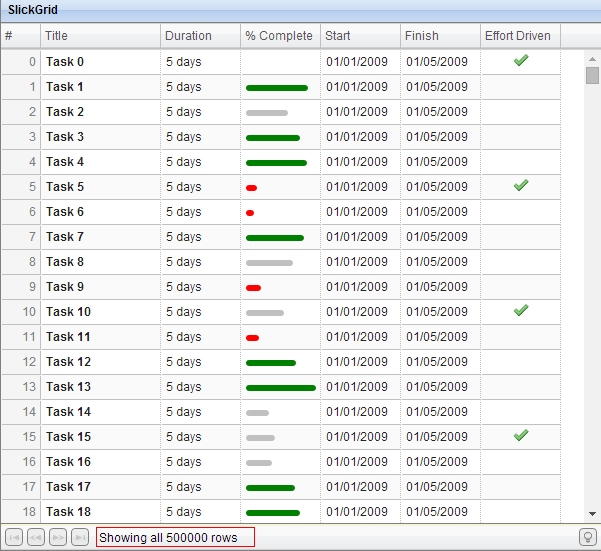 SlickGrid
# Title Duration % Complete Start Finish Effort Driven
0 Task 0 5 days 01/01/2009 01/05/2009
1 Task 1 5 days 01/01/2009 01/05/2009
2 Task 2 5 days 01/01/2009 01/05/2009
3 Task 3 5 days 01/01/2009 01/05/2009
4 Task 4 5 days 01/01/2009 01/05/2009
5 Task 5 5 days 01/01/2009 01/05/2009
6 Task 6 5 days 01/01/2009 01/05/2009
7 Task 7 5 days 01/01/2009 01/05/2009
8 Task 8 5 days 01/01/2009 01/05/2009
9 Task 9 5 days 01/01/2009 01/05/2009
10 Task 10 5 days 01/01/2009 01/05/2009
11 Task 11 5 days 01/01/2009 01/05/2009
12 Task 12 5 days 01/01/2009 01/05/2009
13 Task 13 5 days 01/01/2009 01/05/2009
14 Task 14 5 days 01/01/2009 01/05/2009
15 Task 15 5 days 01/01/2009 01/05/2009
16 Task 16 5 days 01/01/2009 01/05/2009
17 Task 17 5 days 01/01/2009 01/05/2009
18 Task 18 5 days 01/01/2009 01/05/2009
Showing all 500000 rows